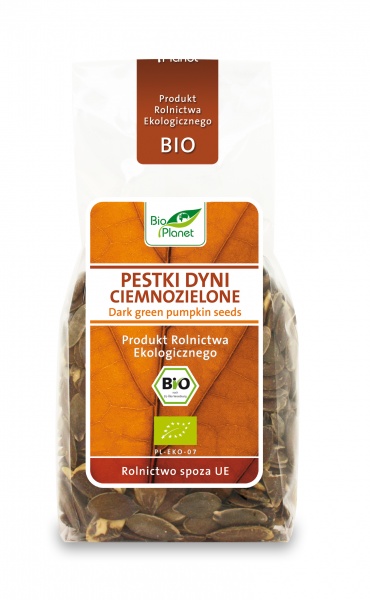 Planet
Produkt
Rolnictwa
Ekologicznego
BIO
Bio
Planet
PESTKI DYNI
CIEMNOZIELONE
Dark green pumpkin seeds
Produkt Rolnictwa
Ekologicznego
BiO
PL-EKO-07
Rolnictwo spoza UE